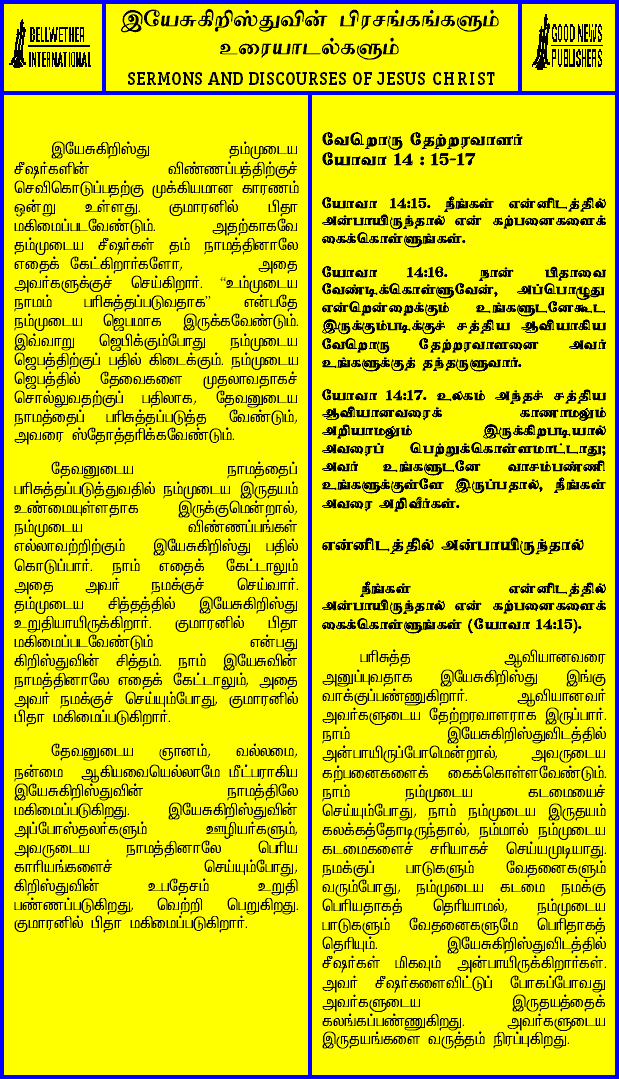 BELLWETHER
INTERNATIONAL
இயேசுகிறிஸ்துவின் பிரசங்கங்களும்
உரையாடல்களும்
SERMONS AND DISCOURSES OF JESUS CHRIST
GOOD NEWS
PUBLISHERS
இயேசுகிறிஸ்து தம்முடைய
சீஷர்களின் விண்ணப்பத்திற்குச்
செவிகொடுப்பதற்கு முக்கியமான காரணம்
ஒன்று உள்ளது. குமாரனில் பிதா
மகிமைப்படவேண்டும். அதற்காகவே
தம்முடைய சீஷர்கள் தம் நாமத்தினாலே
எதைக் கேட்கிறார்களோ, அதை
அவர்களுக்குச் செய்கிறார். “உம்முடைய
நாமம் பரிசுத்தப்படுவதாக” என்பதே
நம்முடைய ஜெபமாக இருக்கவேண்டும்.
இவ்வாறு ஜெபிக்கும்போது நம்முடைய
ஜெபத்திற்குப் பதில் கிடைக்கும். நம்முடைய
ஜெபத்தில் தேவைகளை முதலாவதாகச்
சொல்லுவதற்குப் பதிலாக, தேவனுடைய
நாமத்தைப் பரிசுத்தப்படுத்த வேண்டும்,
அவரை ஸ்தோத்தரிக்கவேண்டும்.
தேவனுடைய நாமத்தைப்
பரிசுத்தப்படுத்துவதில் நம்முடைய இருதயம்
உண்மையுள்ளதாக இருக்குமென்றால்,
நம்முடைய விண்ணப்பங்கள்
எல்லாவற்றிற்கும் இயேசுகிறிஸ்து பதில்
கொடுப்பார். நாம் எதைக் கேட்டாலும்
அதை அவர் நமக்குச் செய்வார்.
தம்முடைய சித்தத்தில் இயேசுகிறிஸ்து
உறுதியாயிருக்கிறார். குமாரனில் பிதா
மகிமைப்படவேண்டும் என்பது
கிறிஸ்துவின் சித்தம். நாம் இயேசுவின்
நாமத்தினாலே எதைக் கேட்டாலும், அதை
அவர் நமக்குச் செய்யும்போது, குமாரனில்
பிதா மகிமைப்படுகிறார்.
தேவனுடைய ஞானம், வல்லமை,
நன்மை ஆகியவையெல்லாமே மீட்பராகிய
இயேசுகிறிஸ்துவின் நாமத்திலே
மகிமைப்படுகிறது. இயேசுகிறிஸ்துவின்
அப்போஸ்தலர்களும் ஊழியர்களும்,
அவருடைய நாமத்தினாலே பெரிய
காரியங்களைச் செய்யும்போது,
கிறிஸ்துவின் உபதேசம் உறுதி
பண்ணப்படுகிறது, வெற்றி பெறுகிறது.
குமாரனில் பிதா மகிமைப்படுகிறார்.
வேறொரு தேற்றரவாளர்
யோவா 14 : 15-17
யோவா 14:15. நீங்கள் என்னிடத்தில்
அன்பாயிருந்தால் என் கற்பனைகளைக்
கைக்கொள்ளுங்கள்.
யோவா 14:16. நான் பிதாவை
வேண்டிக்கொள்ளுவேன், அப்பொழுது
என்றென்றைக்கும் உங்களுடனேகூட
இருக்கும்படிக்குச் சத்திய ஆவியாகிய
வேறொரு தேற்றரவாளனை அவர்
உங்களுக்குத் தந்தருளுவார்.
யோவா 14:17. உலகம் அந்தச் சத்திய
ஆவியானவரைக் காணாமலும்
அறியாமலும் இருக்கிறபடியால்
அவரைப் பெற்றுக்கொள்ளமாட்டாது;
அவர் உங்களுடனே வாசம்பண்ணி
உங்களுக்குள்ளே இருப்பதால், நீங்கள்
அவரை அறிவீர்கள்.
என்னிடத்தில் அன்பாயிருந்தால்
நீங்கள் என்னிடத்தில்
அன்பாயிருந்தால் என் கற்பனைகளைக்
கைக்கொள்ளுங்கள் (யோவா 14:15).
பரிசுத்த ஆவியானவரை
அனுப்புவதாக இயேசுகிறிஸ்து இங்கு
வாக்குப்பண்ணுகிறார். ஆவியானவர்
அவர்களுடைய தேற்றரவாளராக இருப்பார்.
நாம் இயேசுகிறிஸ்துவிடத்தில்
அன்பாயிருப்போமென்றால், அவருடைய
கற்பனைகளைக் கைக்கொள்ளவேண்டும்.
நாம் நம்முடைய கடமையைச்
செய்யும்போது, நாம் நம்முடைய இருதயம்
கலக்கத்தோடிருந்தால், நம்மால் நம்முடைய
கடமைகளைச் சரியாகச் செய்யமுடியாது.
நமக்குப் பாடுகளும் வேதனைகளும்
வரும்போது, நம்முடைய கடமை நமக்கு
பெரியதாகத் தெரியாமல், நம்முடைய
பாடுகளும் வேதனைகளுமே பெரிதாகத்
தெரியும். இயேசுகிறிஸ்துவிடத்தில்
சீஷர்கள் மிகவும் அன்பாயிருக்கிறார்கள்.
அவர் சீஷர்களைவிட்டுப் போகப்போவது
அவர்களுடைய இருதயத்தைக்
கலங்கப்பண்ணுகிறது. அவர்களுடைய
இருதயங்களை வருத்தம் நிரப்புகிறது.